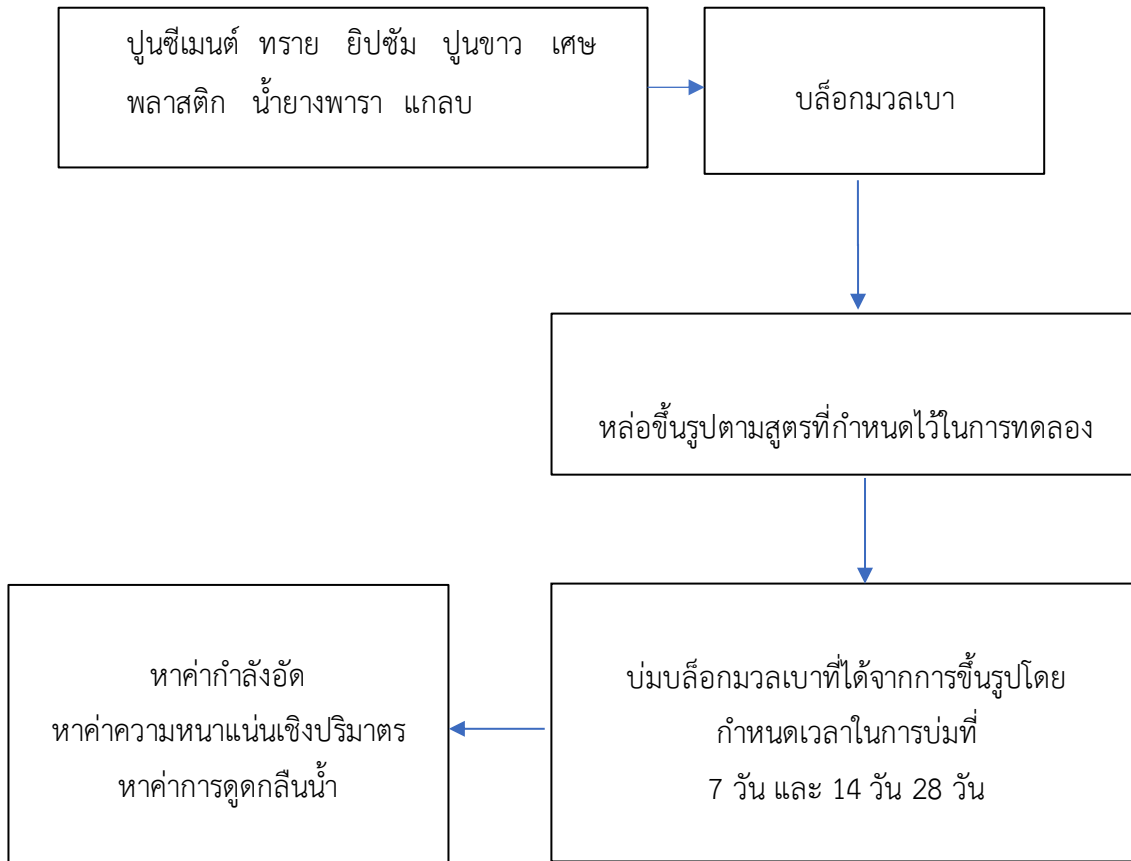 ปูนซีเมนต์ ทราย ยิปซัม ปูนขาว เศษ
พลาสติก น้ำยางพารา แกลบ
บล็อกมวลเบา
หล่อขึ้นรูปตามสูตรที่กำหนดไว้ในการทดลอง
บ่มบล็อกมวลเบาที่ได้จากการขึ้นรูปโดย
กำหนดเวลาในการบ่มที่
7 วัน และ 14 วัน 28 วัน
หาค่ากำลังอัด
หาค่าความหนาแน่นเชิงปริมาตร
หาค่าการดูดกลืนน้ำ